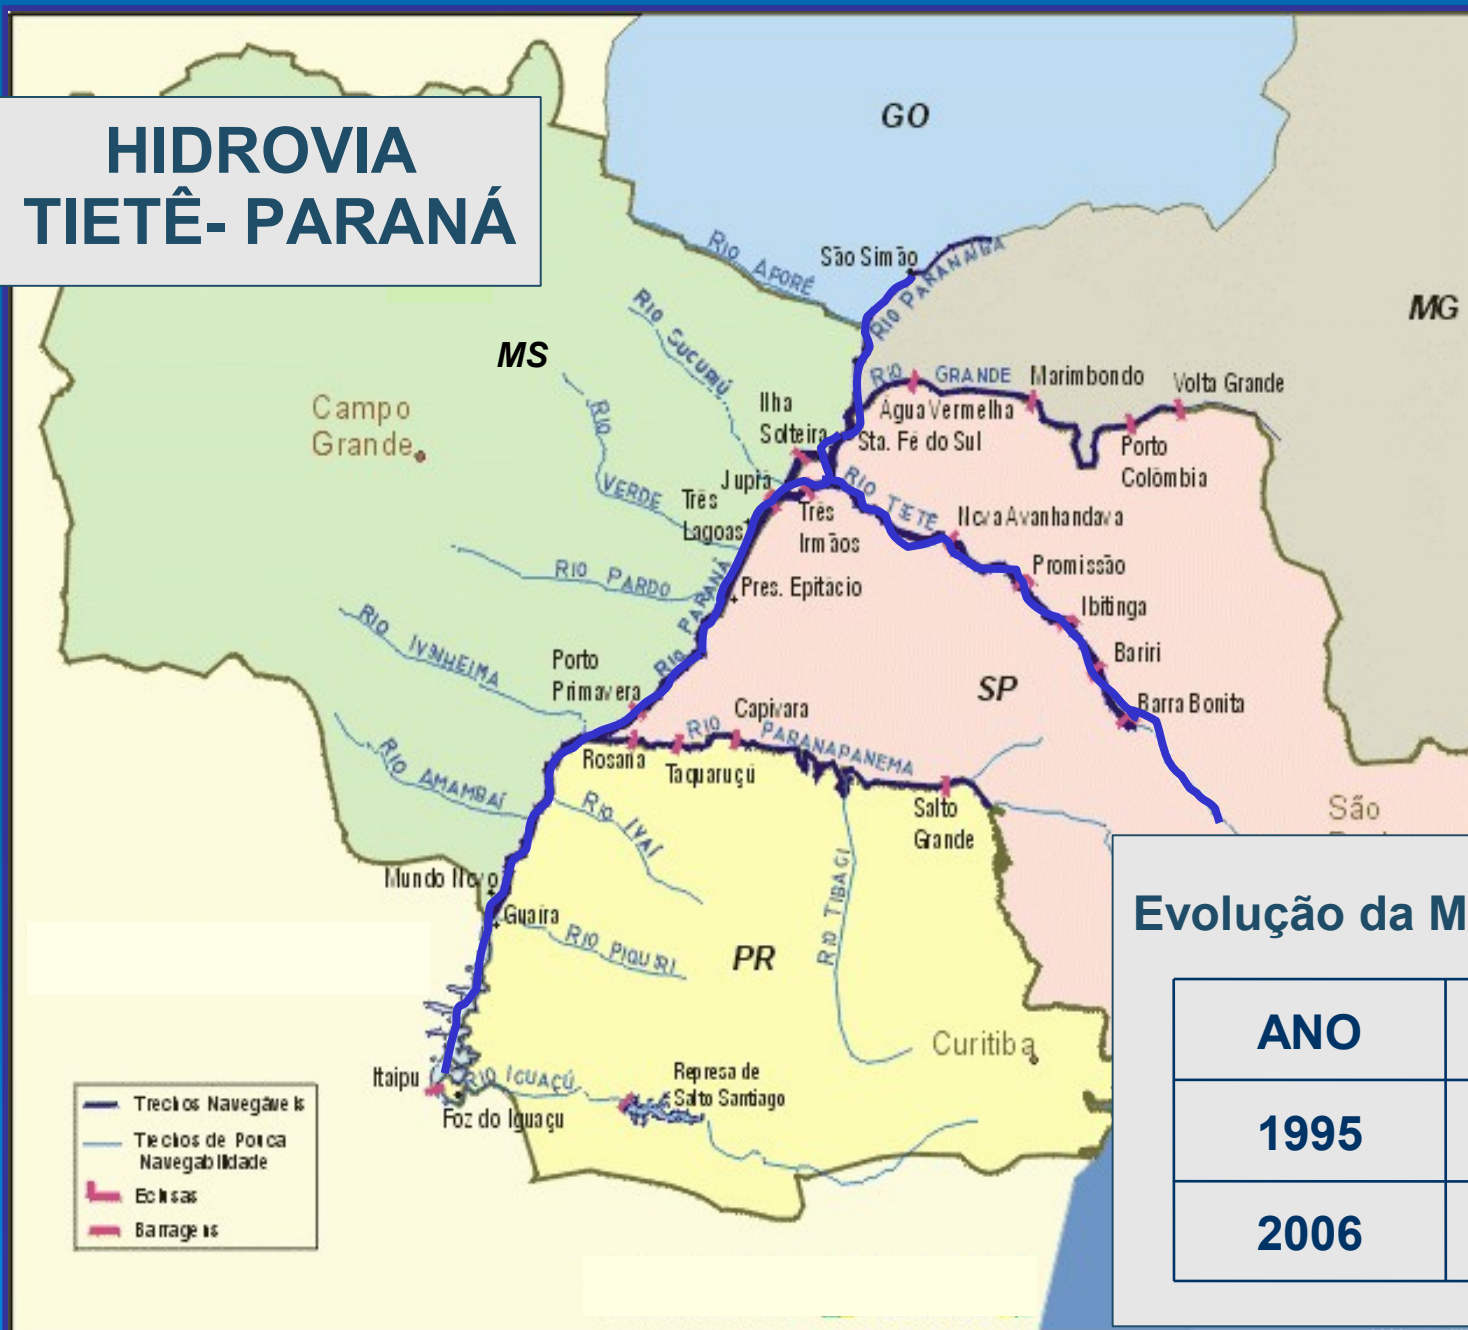 HIDROVIA
TIETÊ- PARANÁ
GO
MG
MS
SP
PR
RIO APORÉ
São Simão
RIO PARANAÍBA
RIO SUCURIÚ
RIO GRANDE
Marimbondo
Volta Grande
Água Vermelha
Porto
Colômbia
Ilha
Solteira
Sta. Fé do Sul
Campo
Grande
RIO VERDE
Jupiá
Três
Lagoas
Três
Irmãos
RIO TIETÊ
Nova Avanhandava
RIO PARDO
RIO PARANÁ
Pres. Epitácio
Promissão
Ibitinga
RIO IVINHEIMA
Porto
Primavera
Bariri
Barra Bonita
Capivara
RIO PARANAPANEMA
Rosana
Taquaruçú
RIO AMAMBAÍ
RIO IVAÍ
Salto
Grande
São
Mundo Novo
Guaíra
RIO PIQUIRI
RIO TIBAGI
Curitiba
Itaipu
RIO IGUAÇÚ
Foz do Iguaçu
Represa de
Salto Santiago
Trechos Navegáveis
Trechos de Pouca
Navegabilidade
Eclusas
Barragens
Evolução da M
ANO
1995
2006